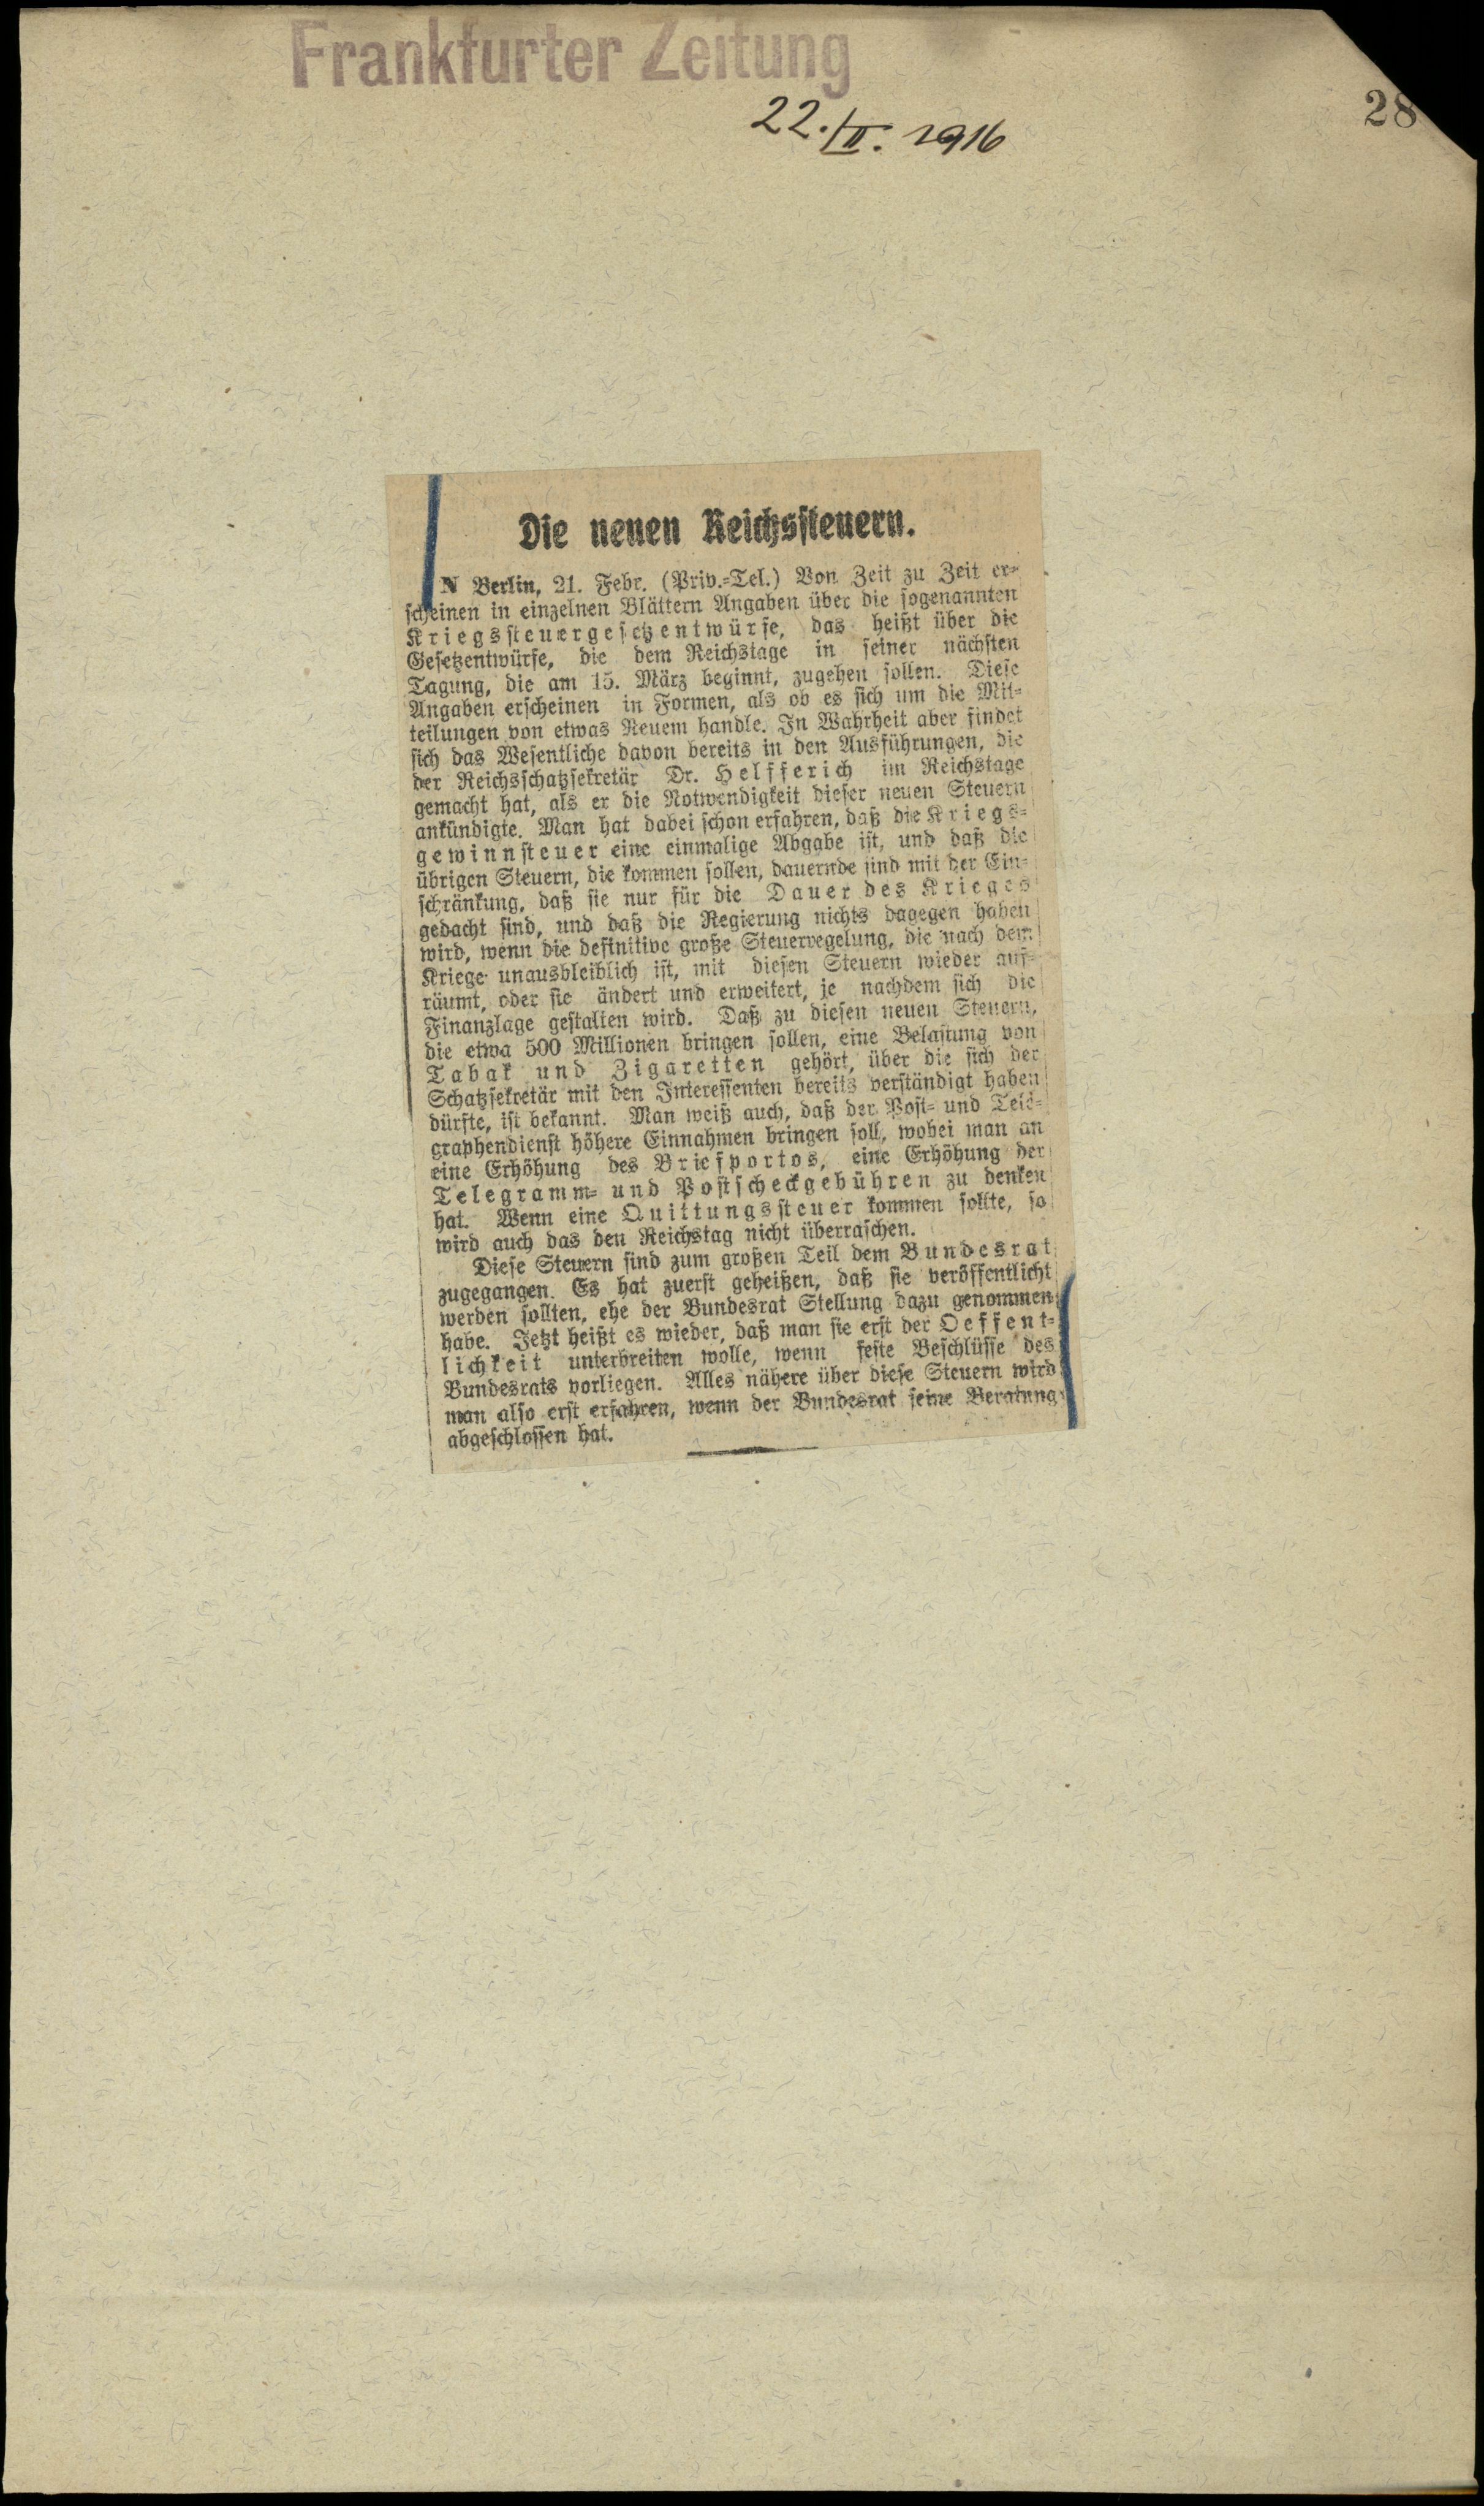 Frankfurter Zeitung
22./II. 1916
28
Die neuen Reichssteuern.
N Berlin, 21. Febr. (Priv.-Tel.) Von Zeit zu Zeit er-
scheinen in einzelnen Blättern Angaben über die sogenannten
Kriegssteuergesetzentwürfe, das heißt über die
Gesetzentwürfe, die dem Reichstage in seiner nächsten
Tagung, die am 15. März beginnt, zugehen sollen. Diese
Angaben erscheinen in Formen, als ob es sich um die Mit-
teilungen von etwas Neuem handle. In Wahrheit aber findet
sich das Wesentliche davon bereits in den Ausführungen, die
der Reichsschatzsekretär Dr. Helfferich im Reichstage
gemacht hat, als er die Notwendigkeit dieser neuen Steuern
ankündigte. Man hat dabei schon erfahren, daß die Kriegs-
gewinnsteuer eine einmalige Abgabe ist, und daß die
übrigen Steuern, die kommen sollen, dauernde sind mit der Ein-
schränkung, daß sie nur für die Dauer des Krieges
gedacht sind, und daß die Regierung nichts dagegen haben
wird, wenn die definitive große Steuerregelung, die nach dem
Kriege unausbleiblich ist, mit diesen Steuern wieder auf-
räumt, oder sie ändert und erweitert, je nachdem sich die
Finanzlage gestalten wird. Daß zu diesen neuen Steuern,
die etwa 500 Millionen bringen sollen, eine Belastung von
Tabak und Zigaretten gehört, über die sich der
Schatzsekretär mit den Interessenten bereits verständigt haben
dürfte, ist bekannt. Man weiß auch, daß der Post- und Tele-
graphendienst höhere Einnahmen bringen soll, wobei man an
eine Erhöhung des Briefportos, eine Erhöhung der
Telegramm- und Postscheckgebühren zu denken
hat. Wenn eine Quittungssteuer kommen sollte, so
wird auch das den Reichstag nicht überraschen.
Diese Steuern sind zum großen Teil dem Bundesrat
zugegangen. Es hat zuerst geheißen, daß sie veröffentlicht
werden sollten, ehe der Bundesrat Stellung dazu genommen
habe. Jetzt heißt es wieder, daß man sie erst der Oeffent-
lichkeit unterbreiten wolle, wenn feste Beschlüsse des
Bundesrats vorliegen. Alles nähere über diese Steuern wird
man also erst erfahren, wenn der Bundesrat seine Beratung
abgeschlossen hat.